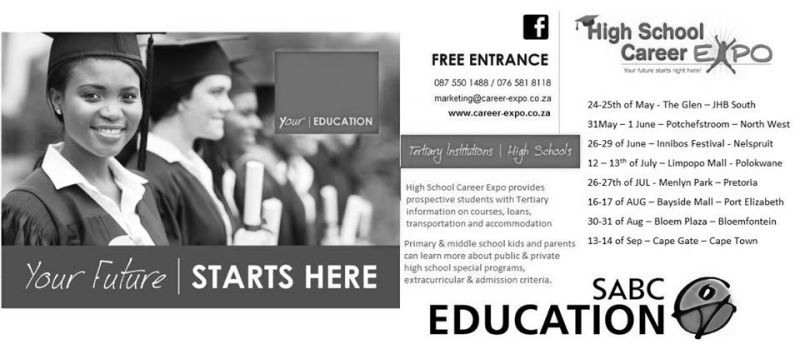 Your | EDUCATION
Your Future | STARTS HERE
FREE ENTRANCE
087 550 1488 / 076 581 8118
marketing@career-expo.co.za
www.career-expo.co.za
Tertiary Institutions | High Schools
High School Career Expo provides
prospective students with Tertiary
information on courses, loans,
transportation and accommodation
Primary & middle school kids and parents
can learn more about public & private
high school special programs,
extracurricular & admission criteria.
High School
Career EXPO
Your future starts right here!
24-25th of May - The Glen – JHB South
31May – 1 June – Potchefstroom – North West
26-29 of June – Innibos Festival - Nelspruit
12 – 13th of July – Limpopo Mall - Polokwane
26-27th of JUL - Menlyn Park – Pretoria
16-17 of AUG – Bayside Mall – Port Elizabeth
30-31 of Aug – Bloem Plaza – Bloemfontein
13-14 of Sep – Cape Gate – Cape Town
SABC
EDUCATION